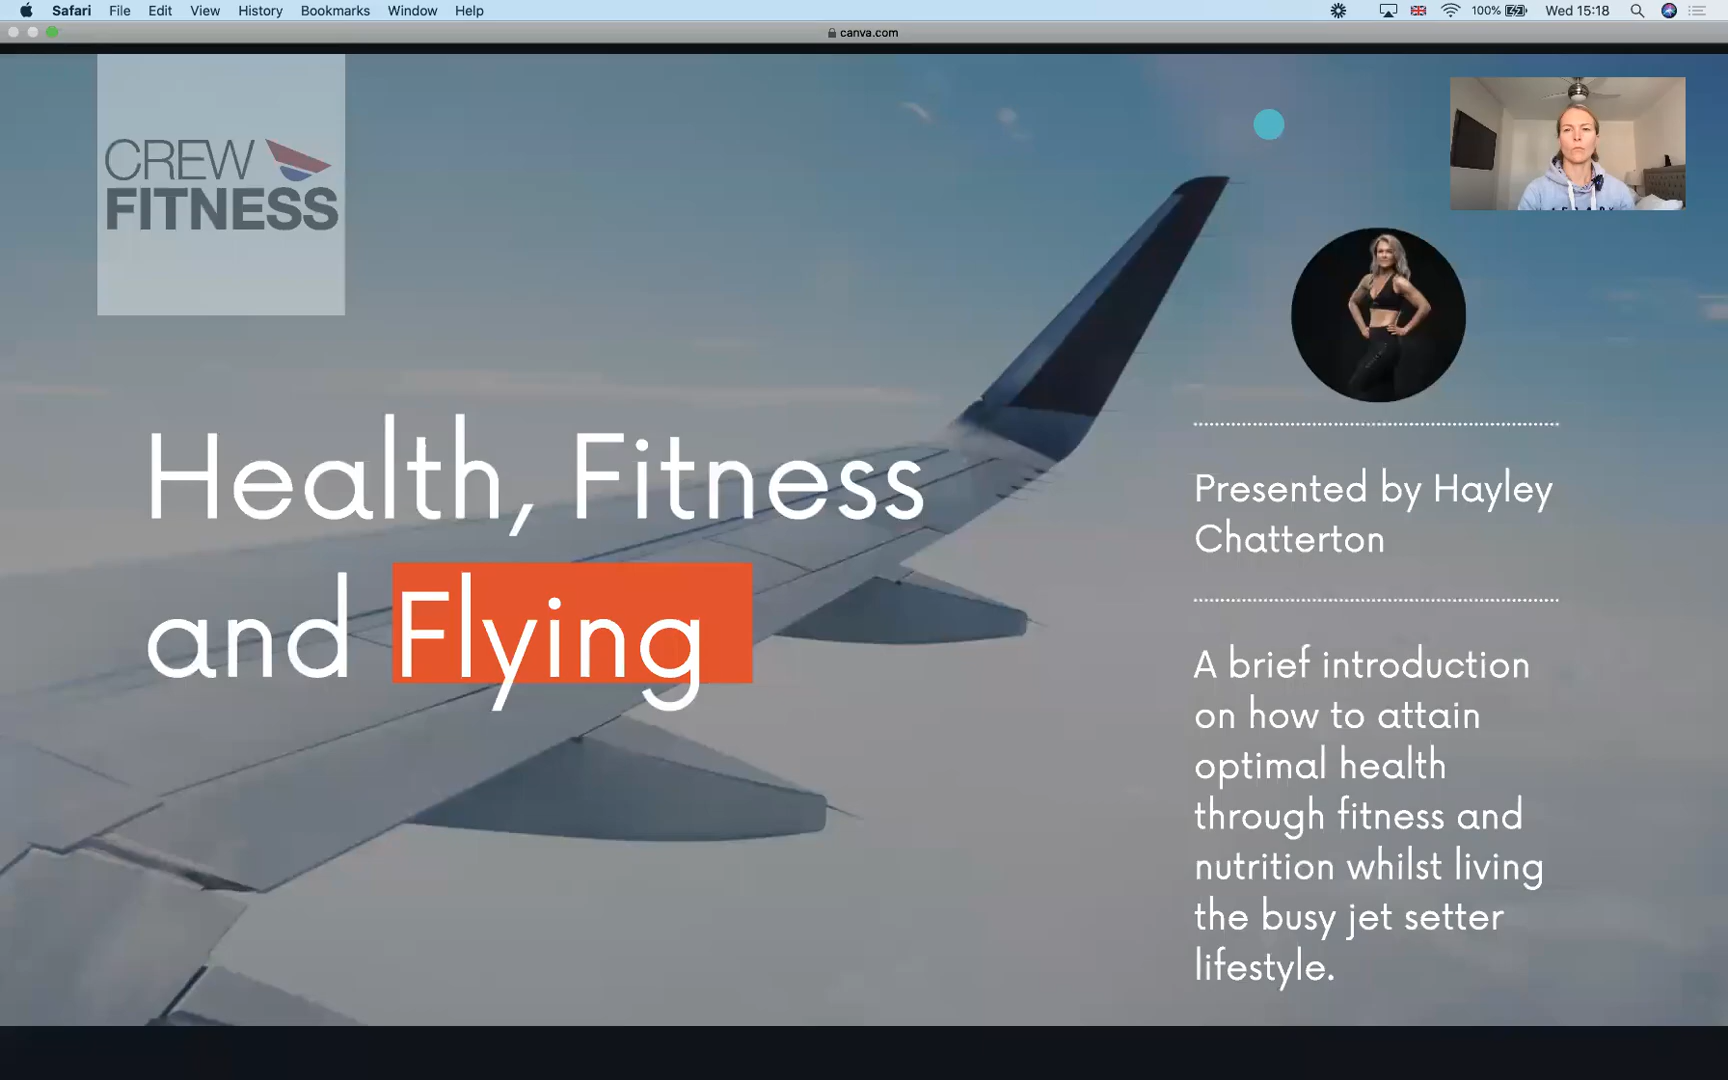 Safari File Edit View History Bookmarks Window Help 100% Wed 15:18
canva.com
CREW
FITNESS
Health, Fitness
and Flying
Presented by Hayley
Chatterton
A brief introduction
on how to attain
optimal health
through fitness and
nutrition whilst living
the busy jet setter
lifestyle.